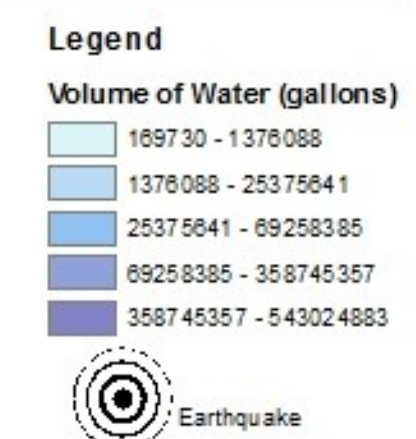 Legend
Volume of Water (gallons)
169730 - 1376088
1376088 - 25375641
25375641 - 69258385
69258385 - 358745357
358745357 - 543024883
Earthquake